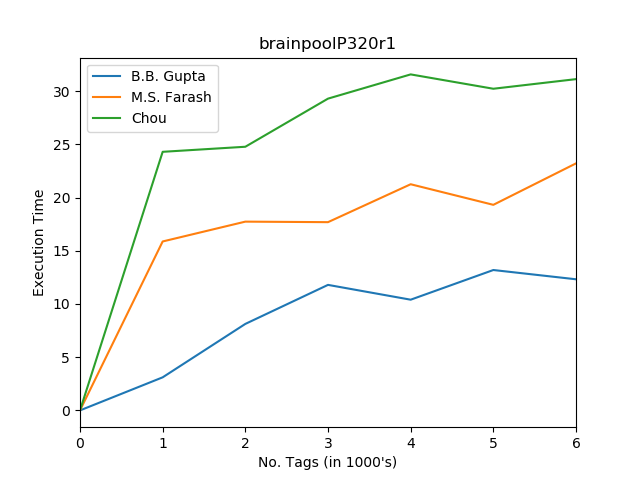 brainpoolP320r1
B.B. Gupta
M.S. Farash
Chou
Execution Time
30
25
20
15
10
5
0
0 1 2 3 4 5 6
No. Tags (in 1000's)